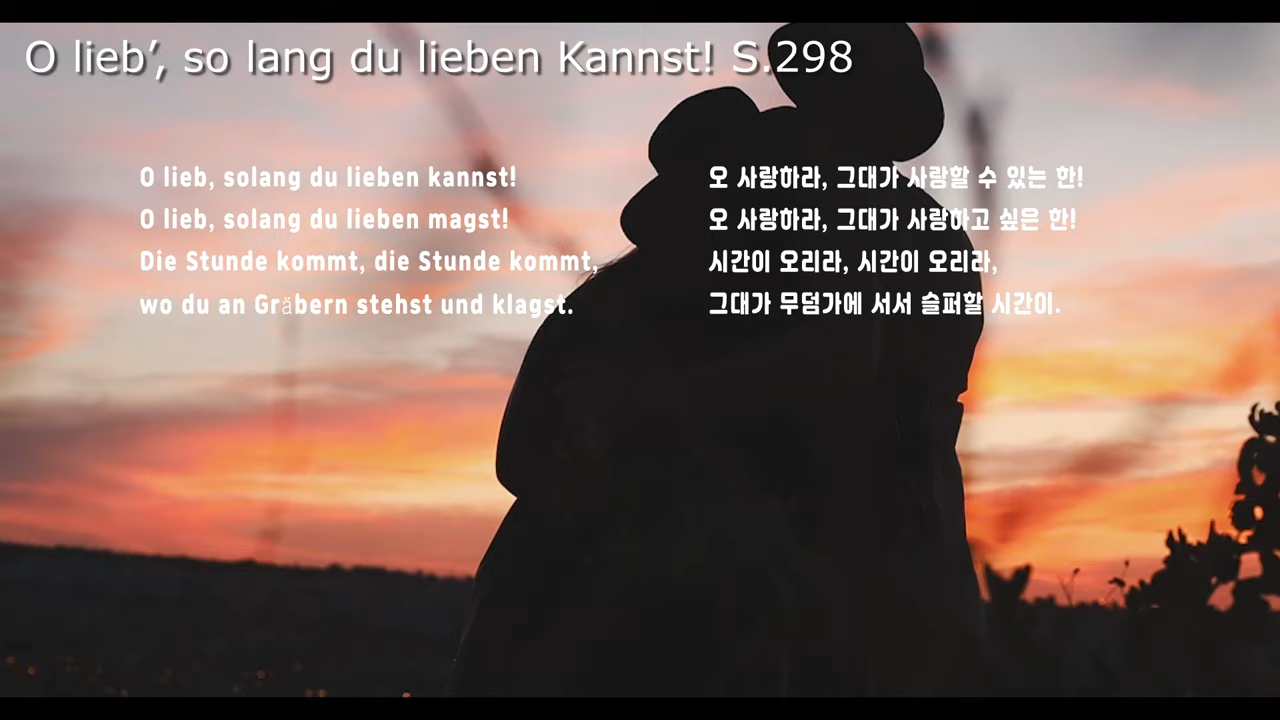 O lieb’, so lang du lieben Kannst! S.298
O lieb, solang du lieben kannst!
O lieb, solang du lieben magst!
Die Stunde kommt, die Stunde kommt,
wo du an Gräbern stehst und klagst.
오 사랑하라, 그대가 사랑할 수 있는 한!
오 사랑하라, 그대가 사랑하고 싶은 한!
시간이 오리라, 시간이 오리라,
그대가 무덤가에 서서 슬퍼할 시간이.